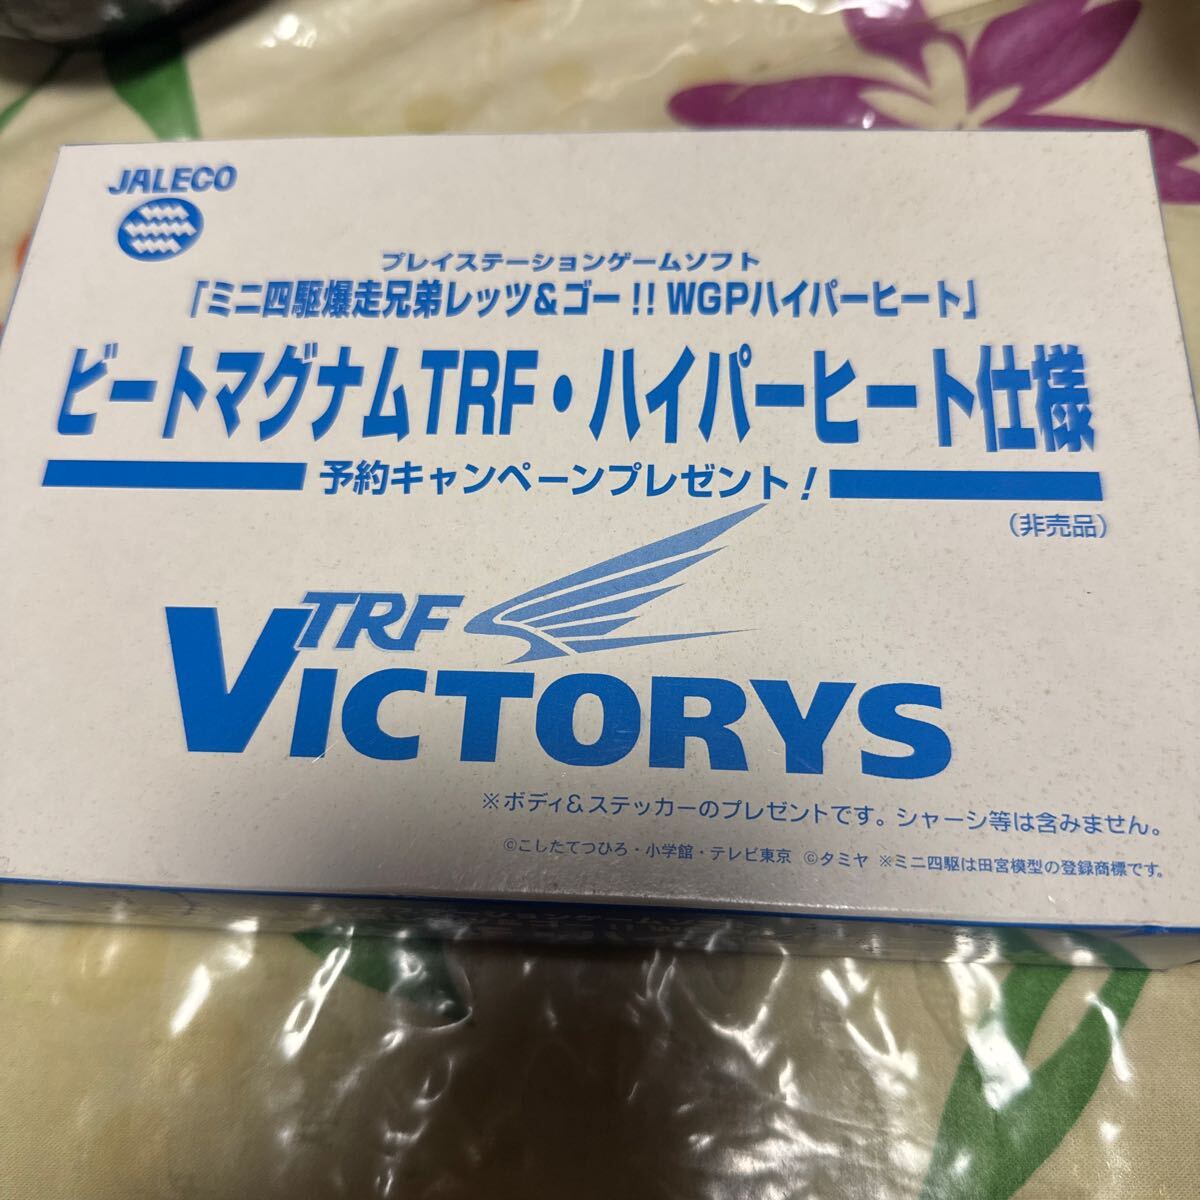 JALECO
プレイステーションゲームソフト
「ミニ四駆爆走兄弟レッツ&ゴー!! WGPハイパーヒート」
ビートマグナムTRF・ハイパーヒート仕様
予約キャンペーンプレゼント!
(非売品)
TRF
VICTORYS
※ボディ&ステッカーのプレゼントです。シャーシ等は含みません。
©こしたてつひろ・小学館・テレビ東京 ©タミヤ ※ミニ四駆は田宮模型の登録商標です。